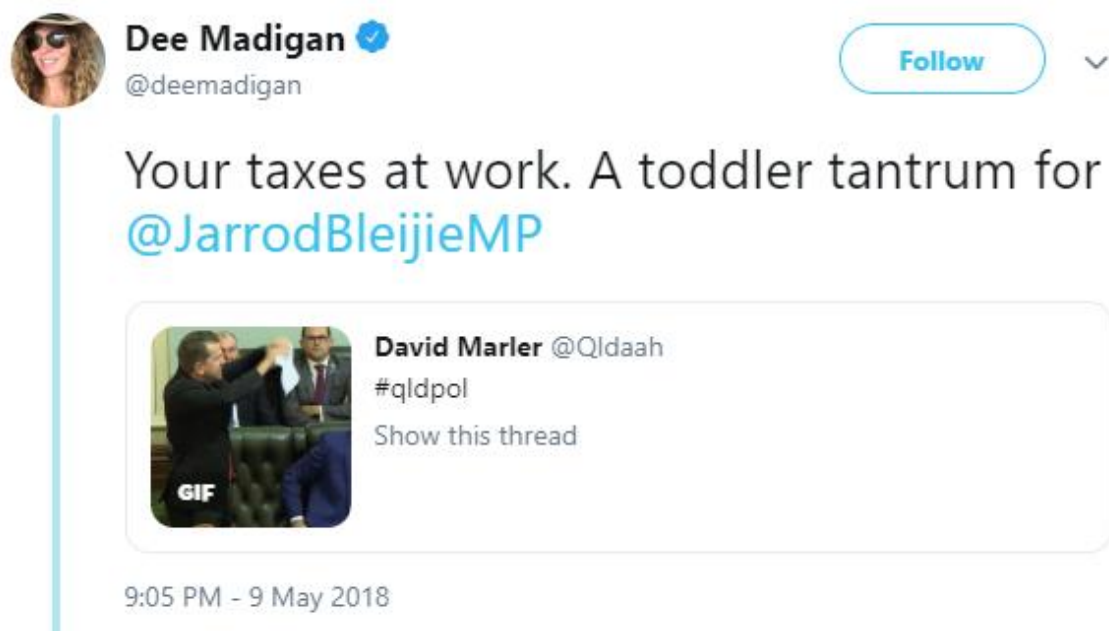 Dee Madigan
@deemadigan
Follow
Your taxes at work. A toddler tantrum for
@JarrodBleijieMP
David Marler @Qldaah
#qldpol
Show this thread
GIF
9:05 PM - 9 May 2018